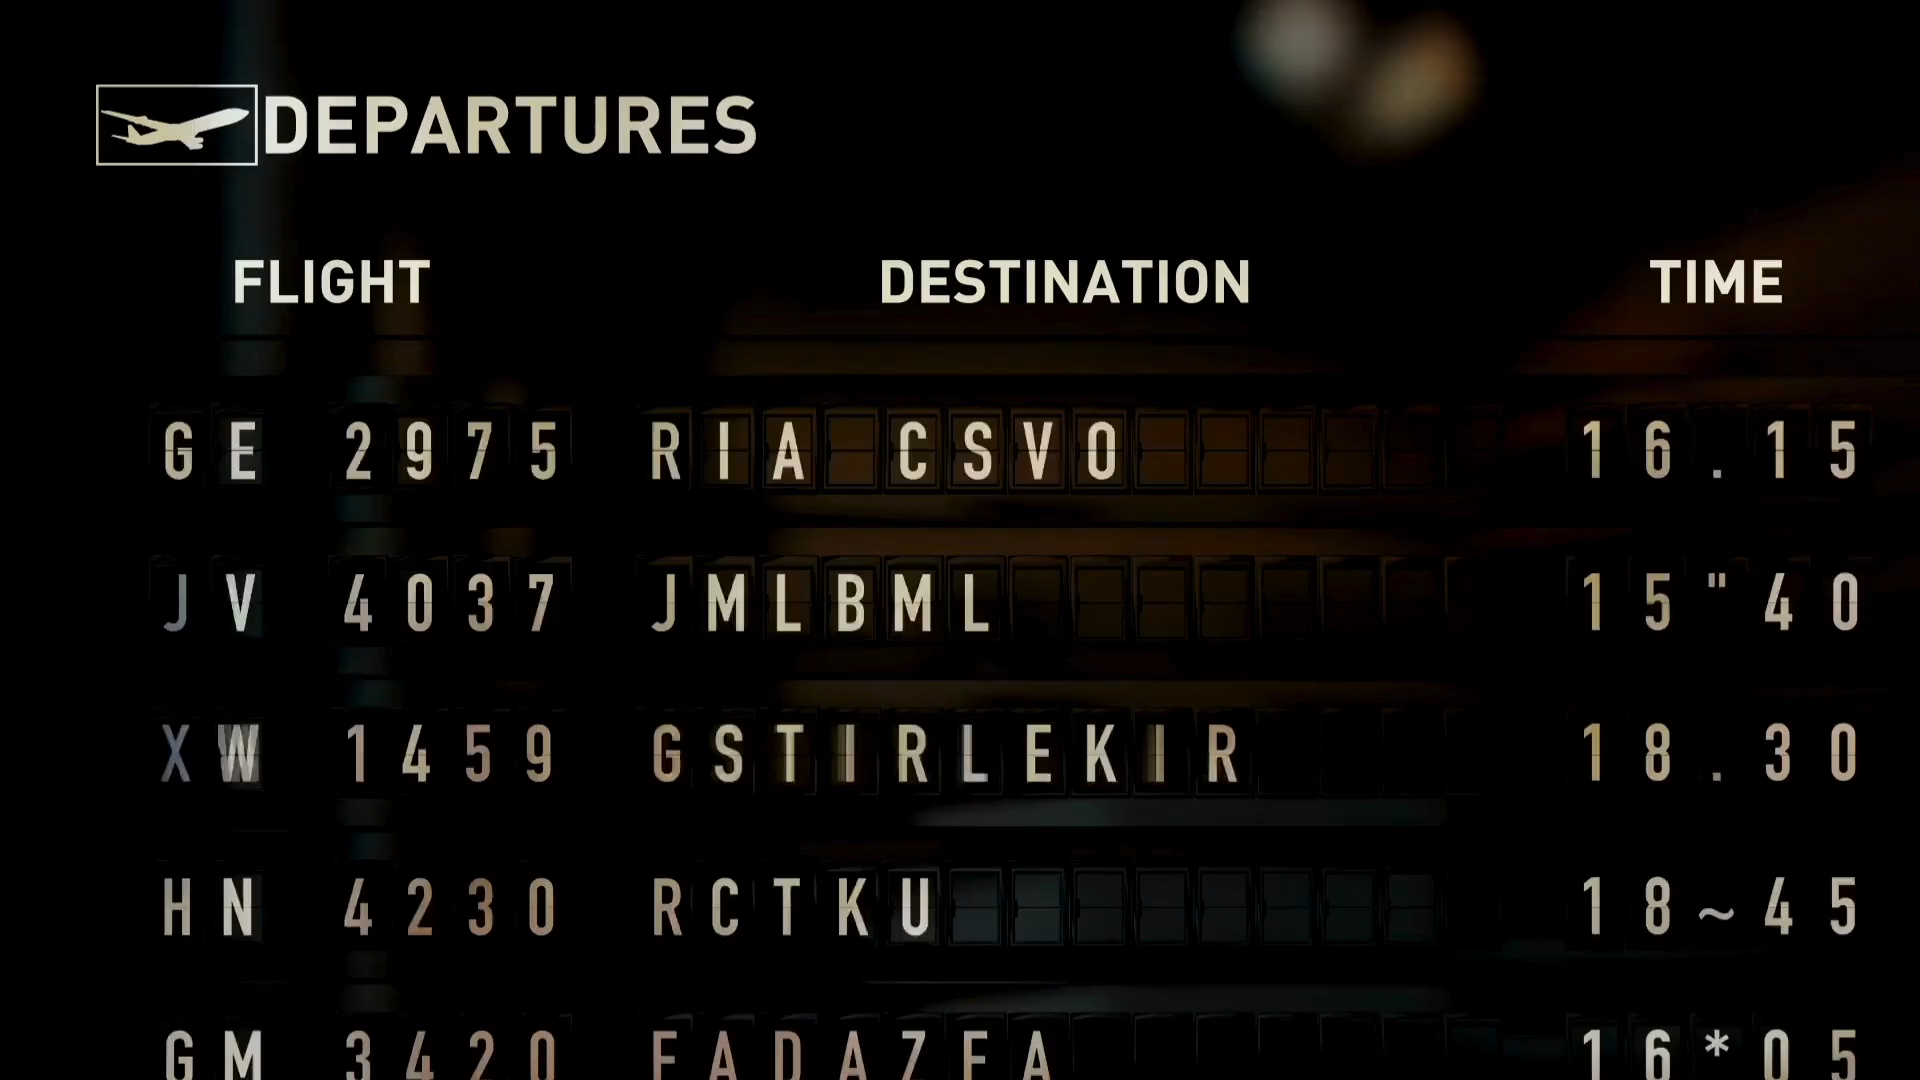 DEPARTURES
FLIGHT DESTINATION TIME
GE 2975 RIA CSVO 16.15
JV 4037 JMLBML 15"40
XW 1459 GSTIRLEKIR 18.30
HN 4230 RCTKU 18~45
GM 3420 16*05